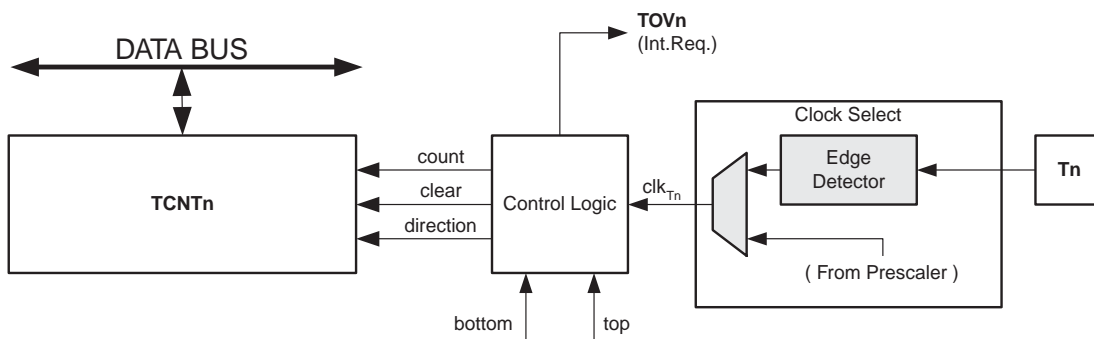 TOVn
(Int.Req.)
DATA BUS
Clock Select
TCNTn
count
clear
direction
Control Logic
clkTn
Edge
Detector
Tn
( From Prescaler )
bottom
top